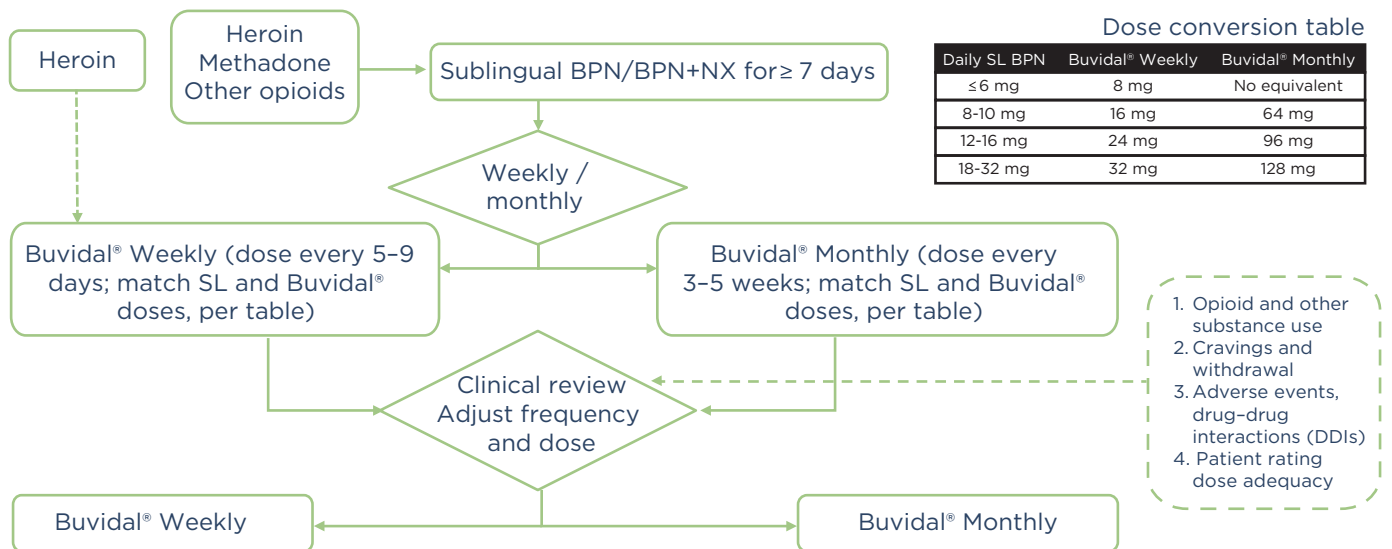 Heroin
Heroin
Methadone
Other opioids
Sublingual BPN/BPN+NX for ≥ 7 days
Dose conversion table
Daily SL BPN Buvidal® Weekly Buvidal® Monthly
≤6 mg 8 mg No equivalent
8-10 mg 16 mg 64 mg
12-16 mg 24 mg 96 mg
18-32 mg 32 mg 128 mg
Weekly /
monthly
Buvidal® Weekly (dose every 5–9
days; match SL and Buvidal®
doses, per table)
Buvidal® Monthly (dose every
3–5 weeks; match SL and Buvidal®
doses, per table)
1. Opioid and other
substance use
2. Cravings and
withdrawal
3. Adverse events,
drug–drug
interactions (DDIs)
4. Patient rating
dose adequacy
Clinical review
Adjust frequency
and dose
Buvidal® Weekly
Buvidal® Monthly